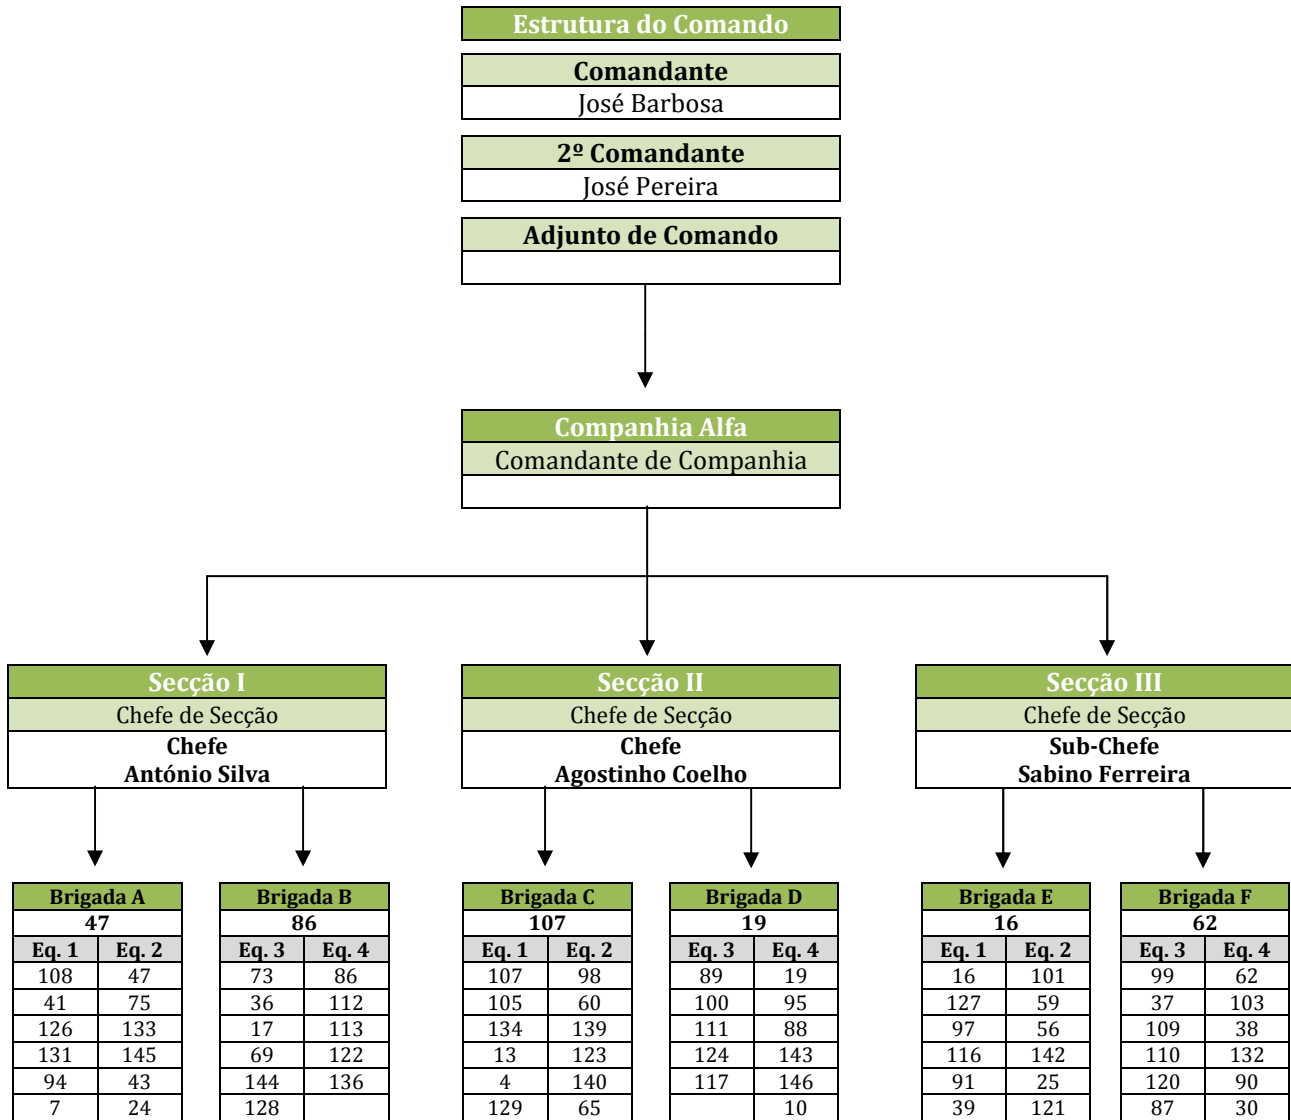 Estrutura do Comando
Comandante
José Barbosa
2º Comandante
José Pereira
Adjunto de Comando
Companhia Alfa
Comandante de Companhia
Secção I
Chefe de Secção
Chefe
António Silva
Secção II
Chefe de Secção
Chefe
Agostinho Coelho
Secção III
Chefe de Secção
Sub-Chefe
Sabino Ferreira
Brigada A
47
Eq. 1 Eq. 2
108 47
41 75
126 133
131 145
94 43
7 24
Brigada B
86
Eq. 3 Eq. 4
73 86
36 112
17 113
69 122
144 136
128
Brigada C
107
Eq. 1 Eq. 2
107 98
105 60
134 139
13 123
4 140
129 65
Brigada D
19
Eq. 3 Eq. 4
89 19
100 95
111 88
124 143
117 146
10
Brigada E
16
Eq. 1 Eq. 2
16 101
127 59
97 56
116 142
91 25
39 121
Brigada F
62
Eq. 3 Eq. 4
99 62
37 103
109 38
110 132
120 90
87 30